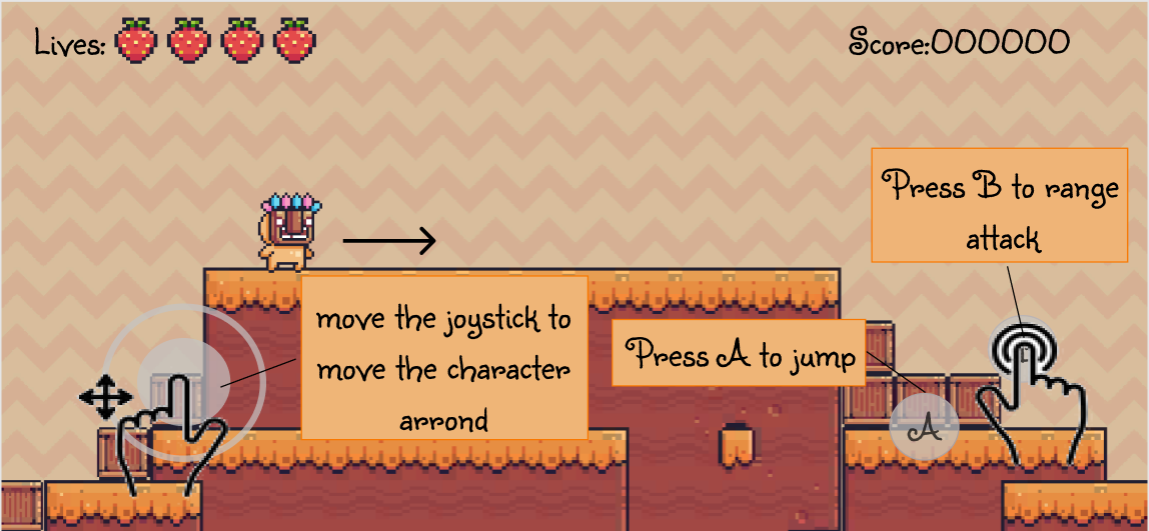 Lives:
Score:000000
Press B to range
attack
move the joystick to
move the character
arrond
Press A to jump
A